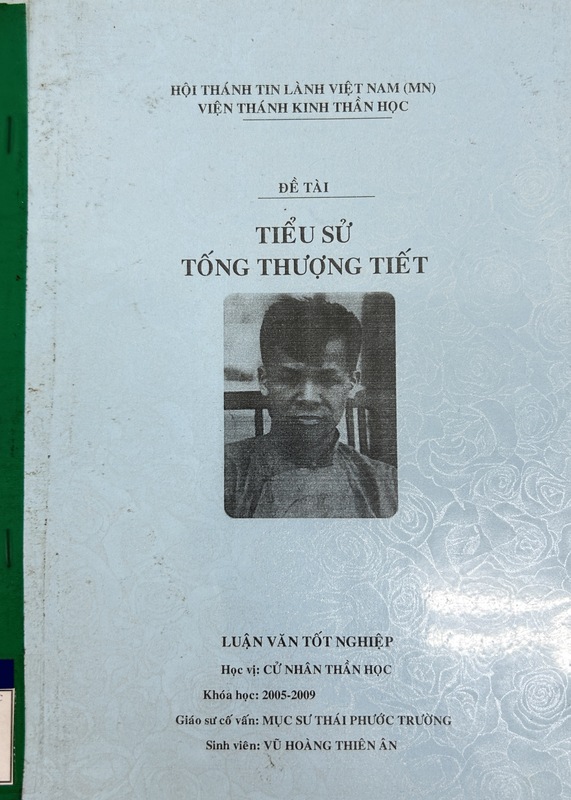 HỘI THÁNH TIN LÀNH VIỆT NAM (MN)
VIỆN THÁNH KINH THẦN HỌC
ĐỀ TÀI
TIỂU SỬ
TỐNG THƯỢNG TIẾT
LUẬN VĂN TỐT NGHIỆP
Học vị: CỬ NHÂN THẦN HỌC
Khóa học: 2005-2009
Giáo sư cố vấn: MỤC SƯ THÁI PHƯỚC TRƯỜNG
Sinh viên: VŨ HOÀNG THIÊN ÂN